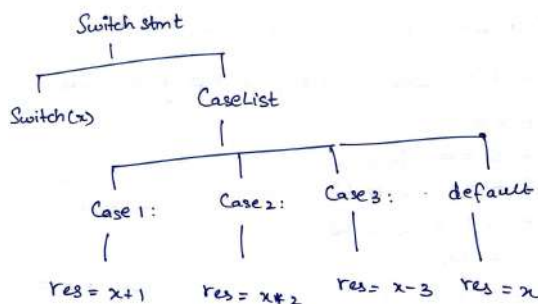 Switch stmt
Switch(x)
CaseList
Case 1:
Case 2:
Case 3:
default
res = x+1
res = x*2
res = x-3
res = x